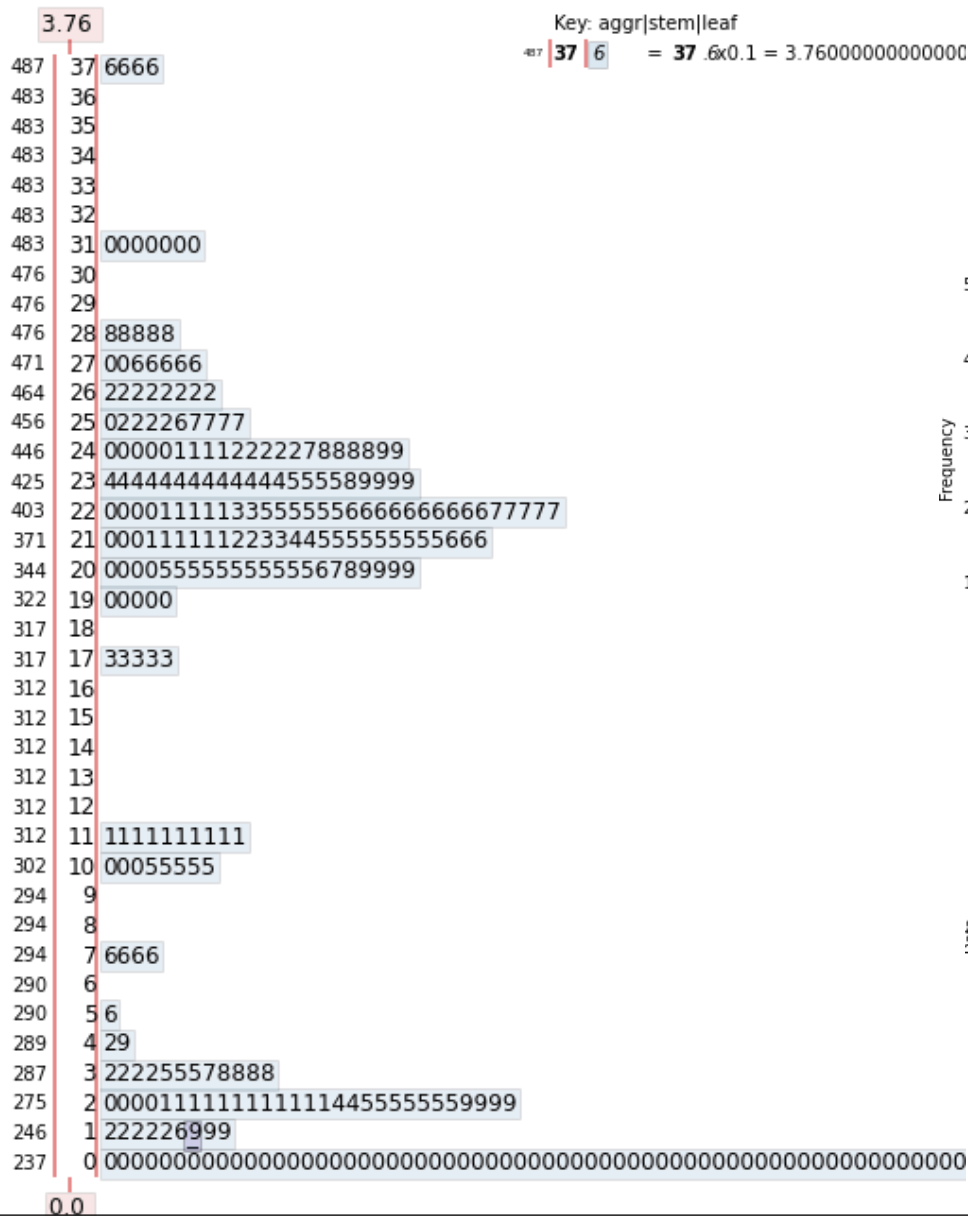 3.76
Key: aggr|stem|leaf
487 37 6 = 37 .6x0.1 = 3.76000000000000
487 37 6666
483 36
483 35
483 34
483 33
483 32
483 31 0000000
476 30
476 29
476 28 88888
471 27 0066666
464 26 22222222
456 25 0222267777
446 24 000001111222227888899
425 23 4444444444444555589999
403 22 00001111133555555666666666677777
371 21 000111111223344555555555666
344 20 0000555555555556789999
322 19 00000
317 18
317 17 33333
312 16
312 15
312 14
312 13
312 12
312 11 1111111111
302 10 00055555
294 9
294 8
294 7 6666
290 6
290 5 6
289 4 29
287 3 222255578888
275 2 00001111111111111445555559999
246 1 222226999
237 0 0000000000000000000000000000000000000000000000000000000000000
0.0
Frequency